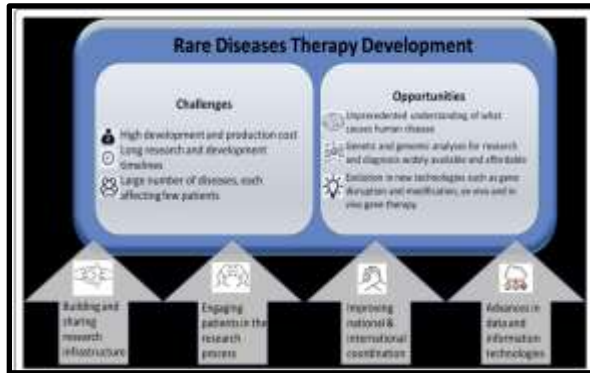 Rare Diseases Therapy Development
Challenges
High development and production cost
Long research and development
timelines
Large number of diseases, each
affecting few patients
Opportunities
Unprecedented understanding of what
causes human disease
Genetic and genomic analyses for research
and diagnosis widely available and affordable
Evolution in new technologies such as gene
disruption and modification, ex vivo and in
vivo gene therapy
Building and
sharing
research
infrastructure
Engaging
patients in the
research
process
Improving
national &
international
coordination
Advances in
data and
information
technologies